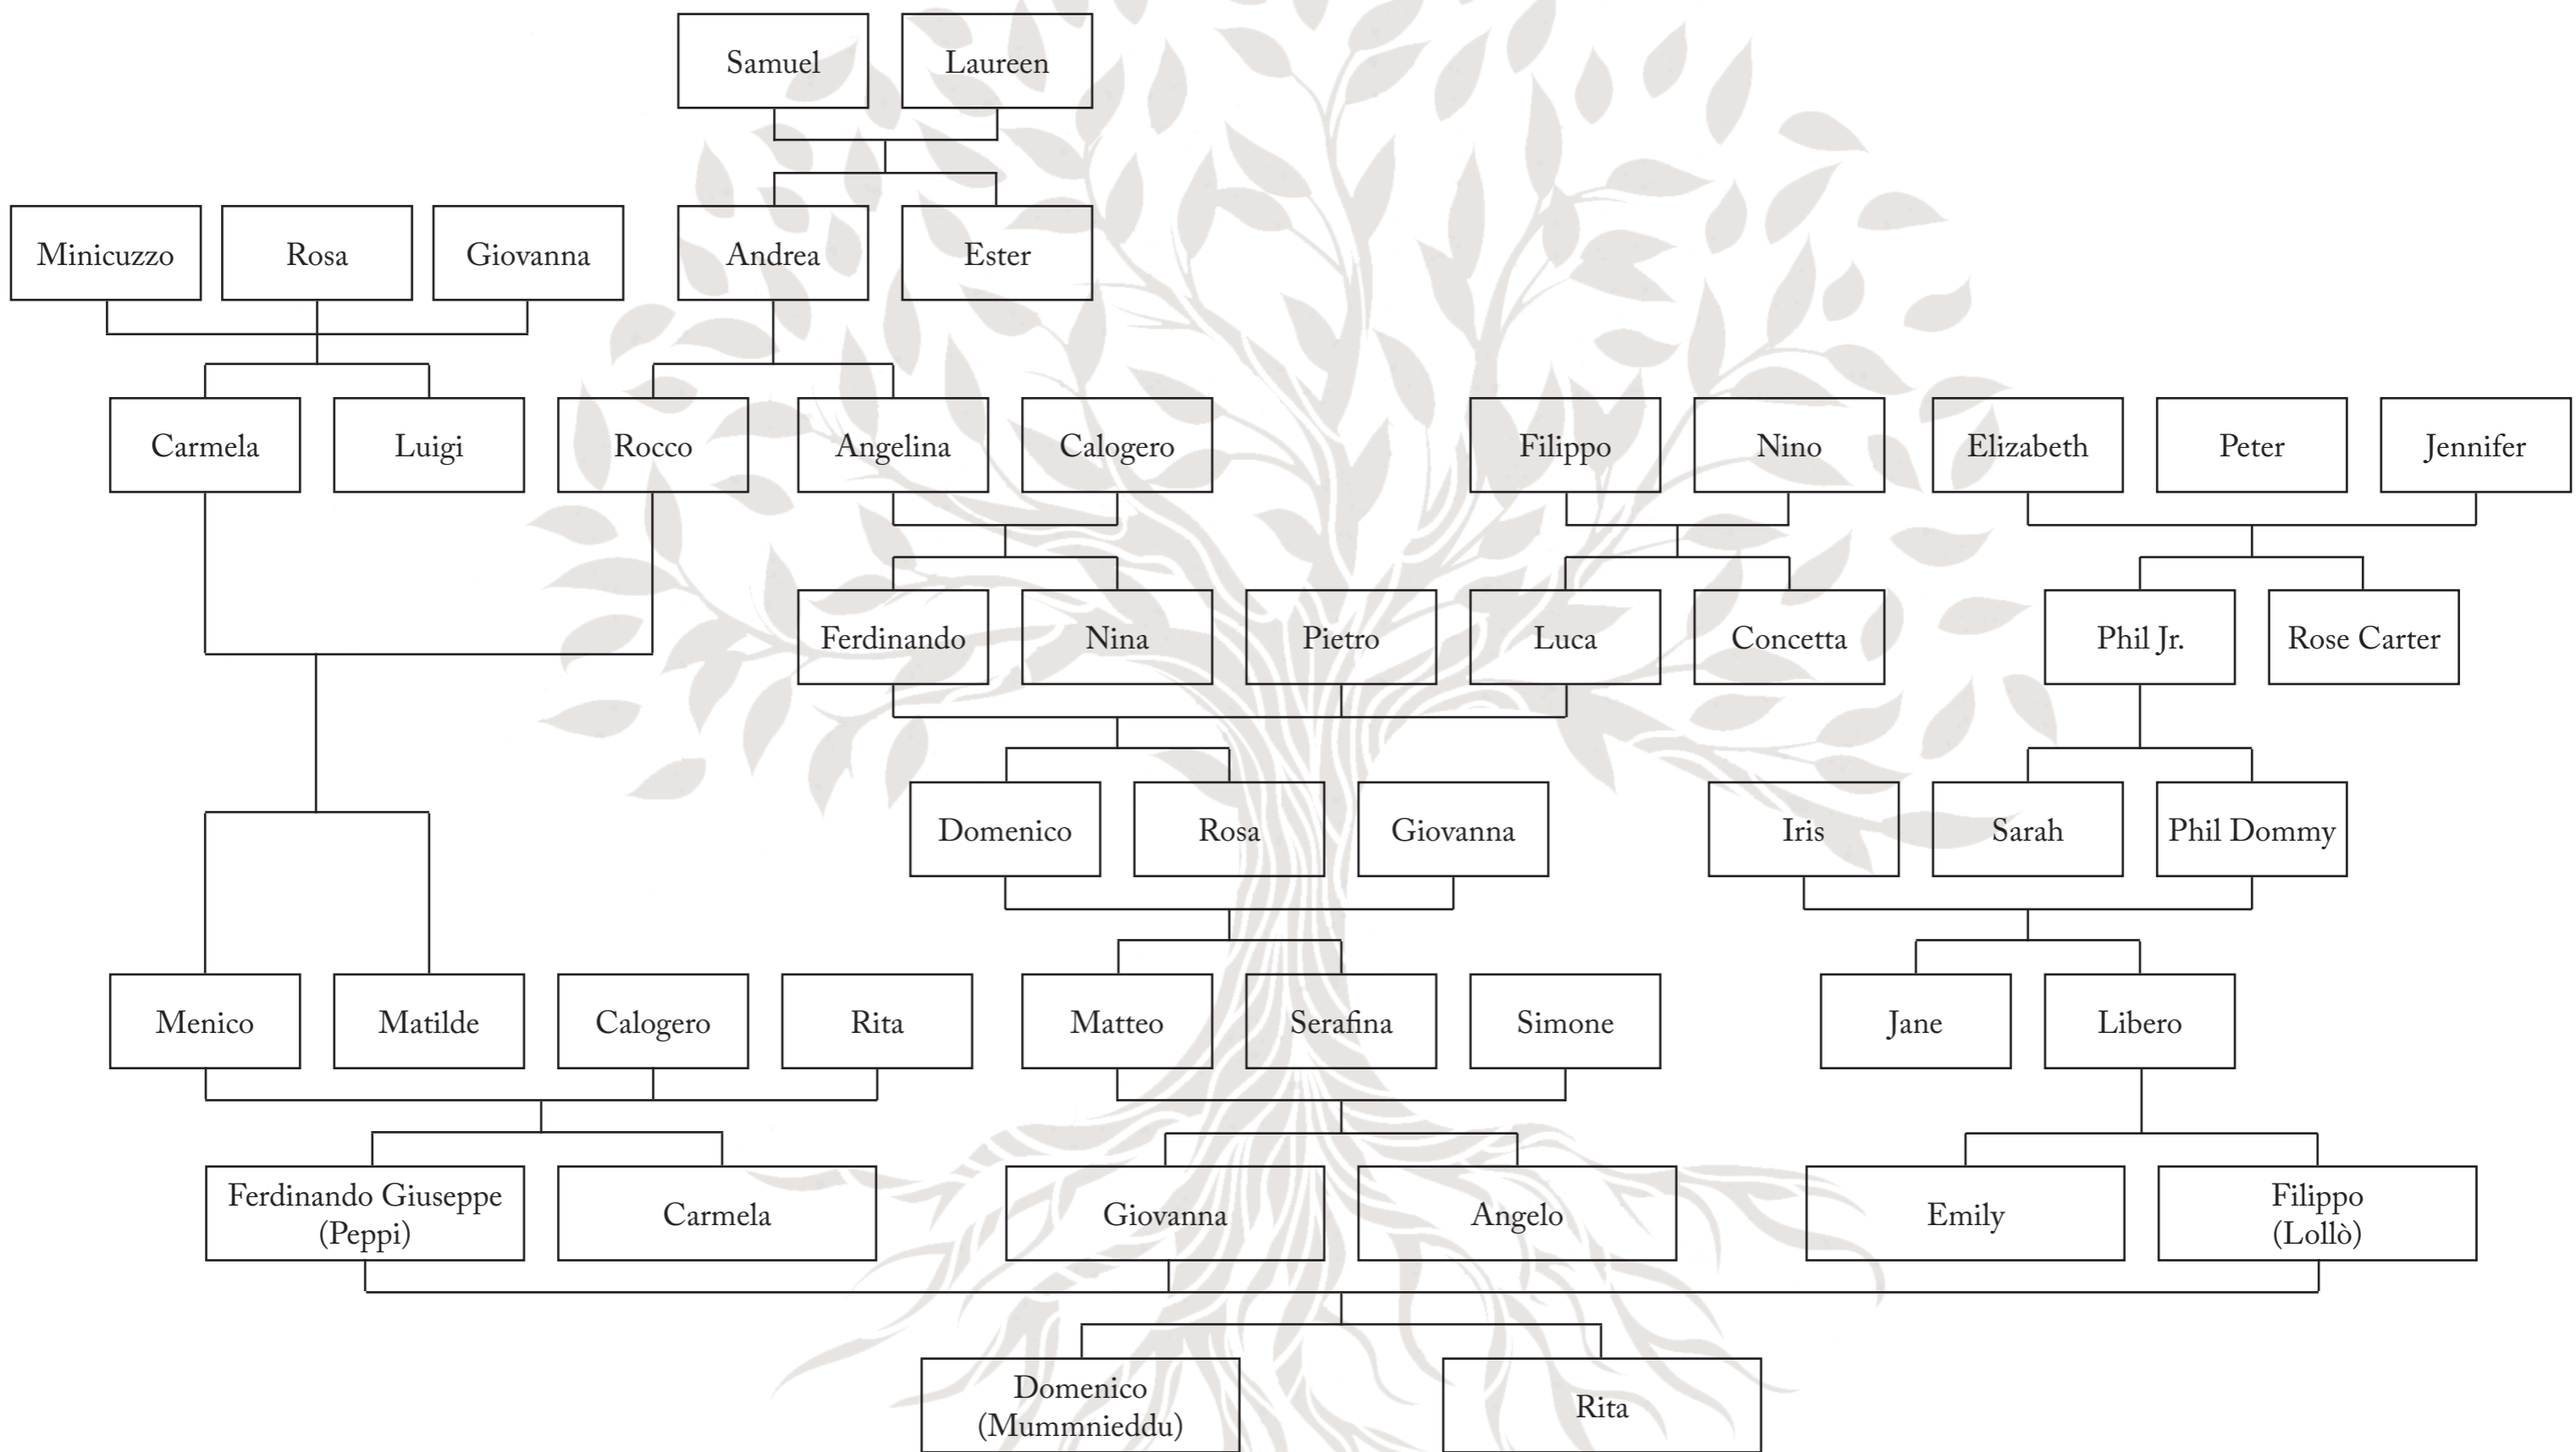 Samuel
Laureen
Minicuzzo
Rosa
Giovanna
Andrea
Ester
Carmela
Luigi
Rocco
Angelina
Calogero
Filippo
Nino
Elizabeth
Peter
Jennifer
Ferdinando
Nina
Pietro
Luca
Concetta
Phil Jr.
Rose Carter
Domenico
Rosa
Giovanna
Iris
Sarah
Phil Dommy
Menico
Matilde
Calogero
Rita
Matteo
Serafina
Simone
Jane
Libero
Ferdinando Giuseppe
(Peppi)
Carmela
Giovanna
Angelo
Emily
Filippo
(Lollò)
Domenico
(Mummnieddu)
Rita